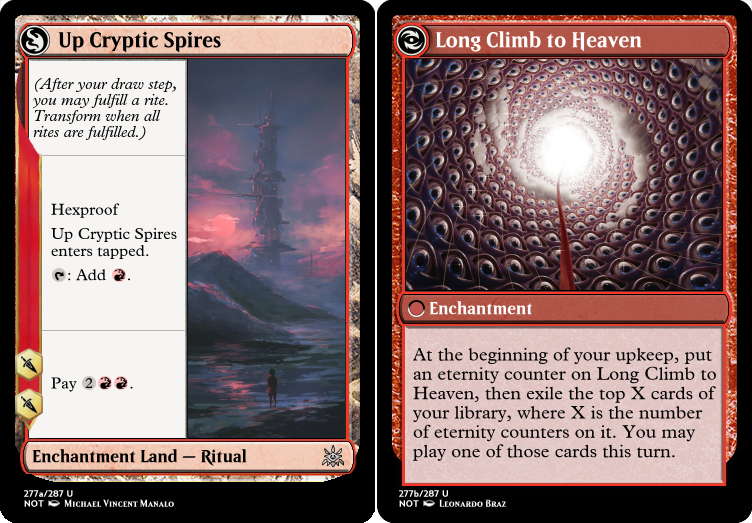 Up Cryptic Spires
(After your draw step,
you may fulfill a rite.
Transform when all
rites are fulfilled.)
Hexproof
Up Cryptic Spires
enters tapped.
: Add .
Pay 2 .
Enchantment Land — Ritual
277a/287 U
NOT Michael Vincent Manalo
Long Climb to Heaven
Enchantment
At the beginning of your upkeep, put
an eternity counter on Long Climb to
Heaven, then exile the top X cards of
your library, where X is the number
of eternity counters on it. You may
play one of those cards this turn.
277b/287 U
NOT Leonardo Braz